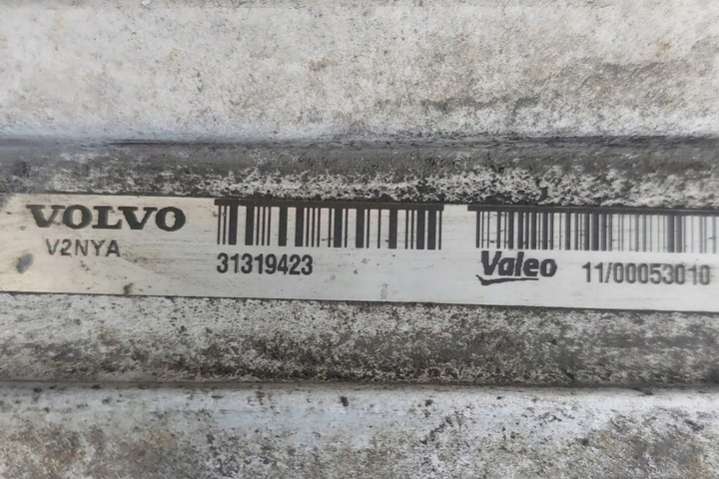 VOLVO
V2NYA
31319423
Valeo 11/00053010